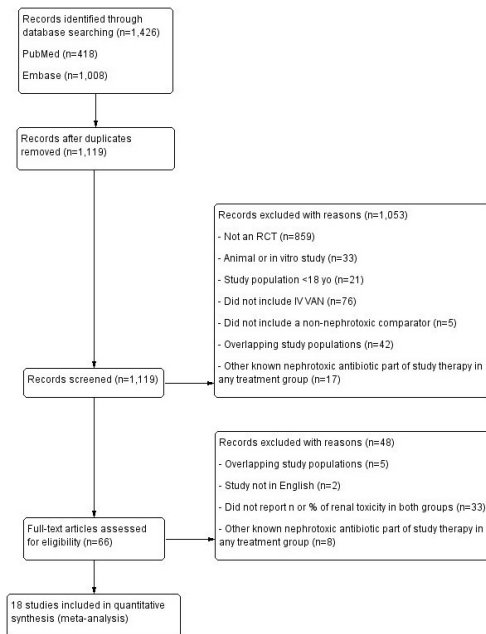 Records identified through
database searching (n=1,426)
PubMed (n=418)
Embase (n=1,008)
Records after duplicates
removed (n=1,119)
Records excluded with reasons (n=1,053)
- Not an RCT (n=859)
- Animal or in vitro study (n=33)
- Study population <18 yo (n=21)
- Did not include IV VAN (n=76)
- Did not include a non-nephrotoxic comparator (n=5)
- Overlapping study populations (n=42)
- Other known nephrotoxic antibiotic part of study therapy in
any treatment group (n=17)
Records screened (n=1,119)
Records excluded with reasons (n=48)
- Overlapping study populations (n=5)
- Study not in English (n=2)
- Did not report n or % of renal toxicity in both groups (n=33)
- Other known nephrotoxic antibiotic part of study therapy in
any treatment group (n=8)
Full-text articles assessed
for eligibility (n=66)
18 studies included in quantitative
synthesis (meta-analysis)